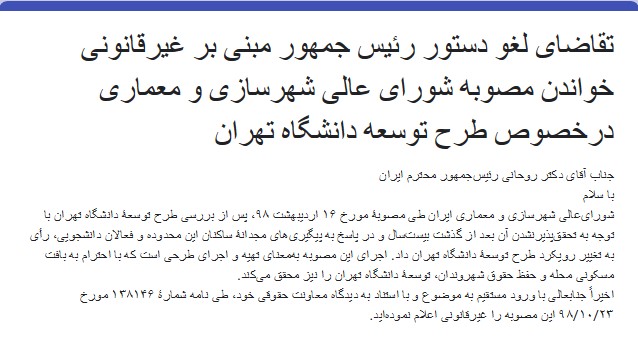 تقاضای لغو دستور رئیس جمهور مبنی بر غیرقانونی
خواندن مصوبه شورای عالی شهرسازی و معماری
درخصوص طرح توسعه دانشگاه تهران
جناب آقای دکتر روحانی رئیس‌جمهور محترم ایران
با سلام
شورای‌عالی شهرسازی و معماری ایران طی مصوبهٔ مورخ ۱۶ اردیبهشت ۹۸، پس از بررسی طرح توسعهٔ دانشگاه تهران با
توجه به تحقق‌پذیرنشدن آن بعد از گذشت بیست‌سال و در پاسخ به پیگیری‌های مجدانهٔ ساکنان این محدوده و فعالان دانشجویی، رأی
به تغییر رویکرد طرح توسعهٔ دانشگاه تهران داد. اجرای این مصوبه به‌معنای تهیه و اجرای طرحی است که با احترام به بافت
مسکونی محله و حفظ حقوق شهروندان، توسعهٔ دانشگاه تهران را نیز محقق می‌کند.
اخیراً جنابعالی با ورود مستقیم به موضوع و با استناد به دیدگاه معاونت حقوقی خود، طی نامه شمارهٔ ۱۳۸۱۴۶ مورخ
۹۸/۱۰/۲۳ این مصوبه را غیرقانونی اعلام نموده‌اید.